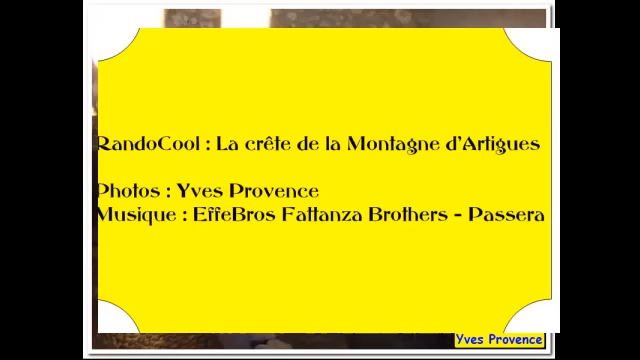 RandoCool : La crête de la Montagne d'Artigues
Photos : Yves Provence
Musique : EffeBros Fattanza Brothers - Passera
Yves Provence